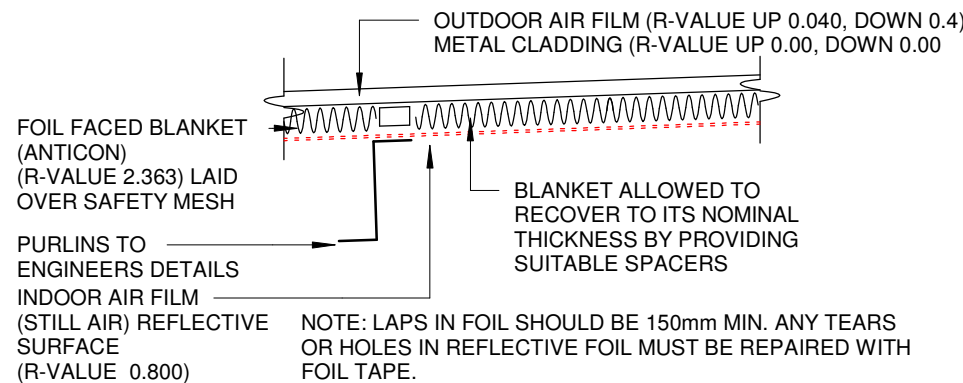 OUTDOOR AIR FILM (R-VALUE UP 0.040, DOWN 0.4)
METAL CLADDING (R-VALUE UP 0.00, DOWN 0.00
FOIL FACED BLANKET
(ANTICON)
(R-VALUE 2.363) LAID
OVER SAFETY MESH
BLANKET ALLOWED TO
RECOVER TO ITS NOMINAL
THICKNESS BY PROVIDING
SUITABLE SPACERS
PURLINS TO
ENGINEERS DETAILS
INDOOR AIR FILM
(STILL AIR) REFLECTIVE
SURFACE
(R-VALUE 0.800)
NOTE: LAPS IN FOIL SHOULD BE 150mm MIN. ANY TEARS
OR HOLES IN REFLECTIVE FOIL MUST BE REPAIRED WITH
FOIL TAPE.